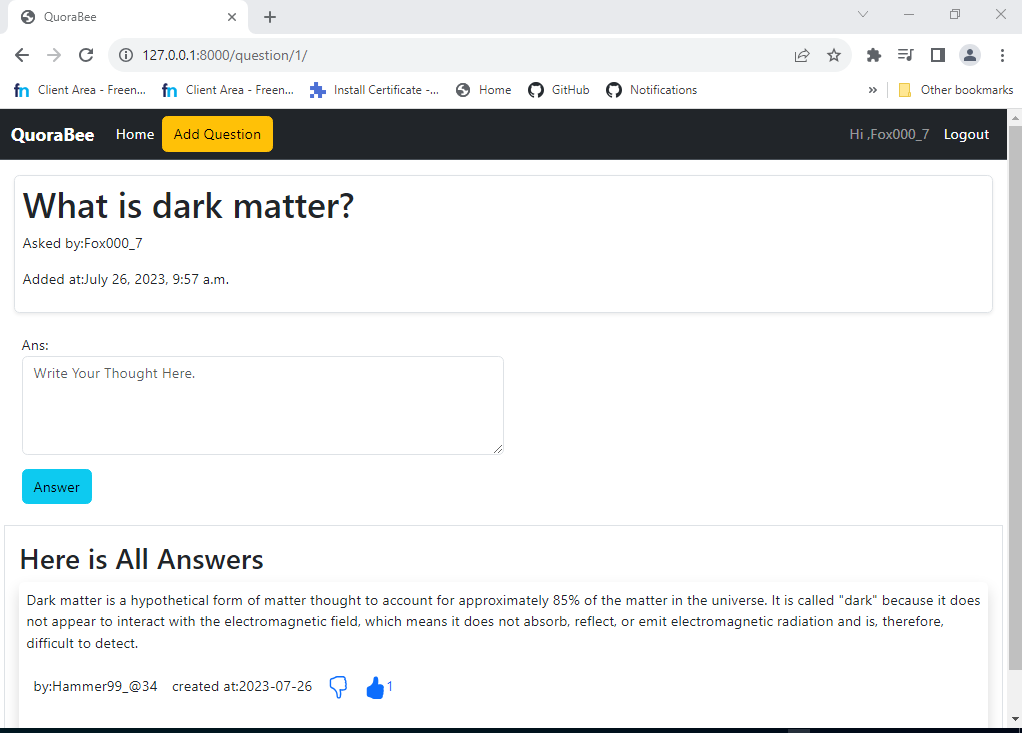 QuoraBee
127.0.0.1:8000/question/1/
Client Area - Freen... Client Area - Freen... Install Certificate -... Home GitHub Notifications » Other bookmarks
QuoraBee Home Add Question Hi ,Fox000_7 Logout
What is dark matter?
Asked by:Fox000_7
Added at:July 26, 2023, 9:57 a.m.
Ans:
Write Your Thought Here.
Answer
Here is All Answers
Dark matter is a hypothetical form of matter thought to account for approximately 85% of the matter in the universe. It is called "dark" because it does
not appear to interact with the electromagnetic field, which means it does not absorb, reflect, or emit electromagnetic radiation and is, therefore,
difficult to detect.
by:Hammer99_@34 created at:2023-07-26 1